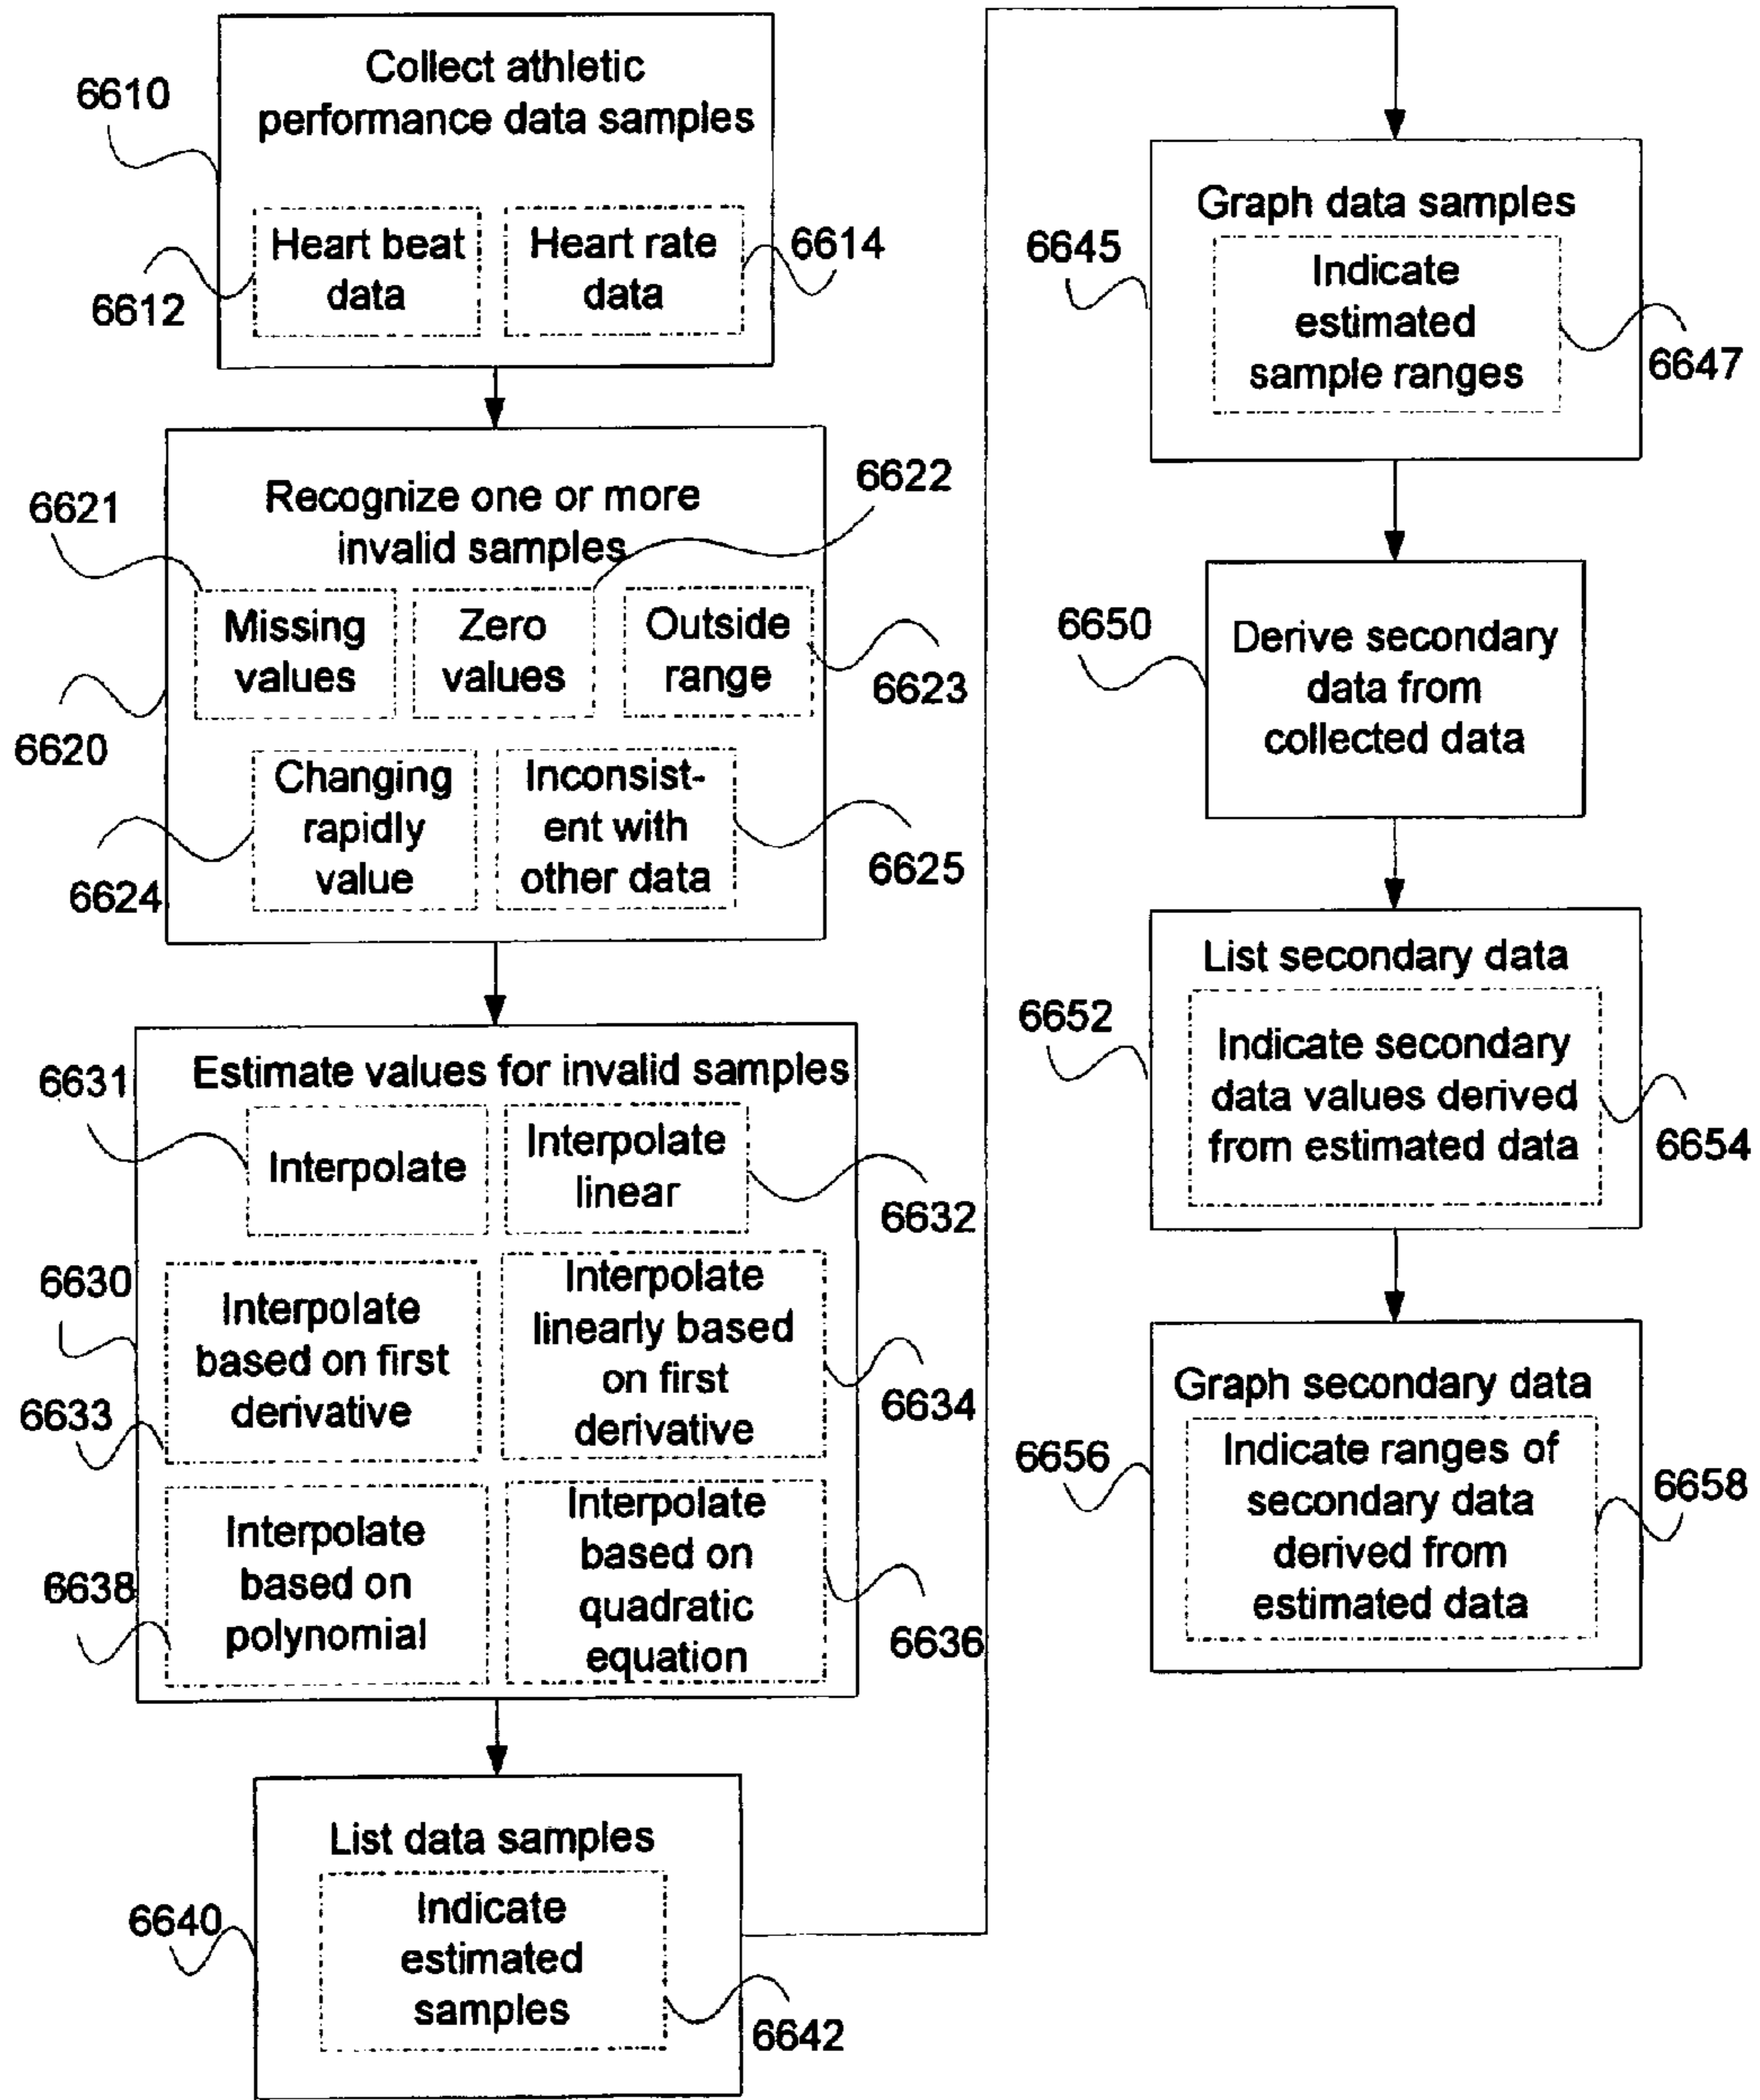 6610
Collect athletic
performance data samples
Heart beat
data
6612
Heart rate
data
6614
6620
Recognize one or more
invalid samples
6621
Missing
values
6622
Zero
values
Outside
range
6623
6624
Changing
rapidly
value
Inconsist-
ent with
other data
6625
6630
Estimate values for invalid samples
6631
Interpolate
Interpolate
linear
6632
6633
Interpolate
based on first
derivative
Interpolate
linearly based
on first
derivative
6634
6638
Interpolate
based on
polynomial
Interpolate
based on
quadratic
equation
6636
6640
List data samples
Indicate
estimated
samples
6642
6645
Graph data samples
Indicate
estimated
sample ranges
6647
6650
Derive secondary
data from
collected data
6652
List secondary data
Indicate secondary
data values derived
from estimated data
6654
6656
Graph secondary data
Indicate ranges of
secondary data
derived from
estimated data
6658